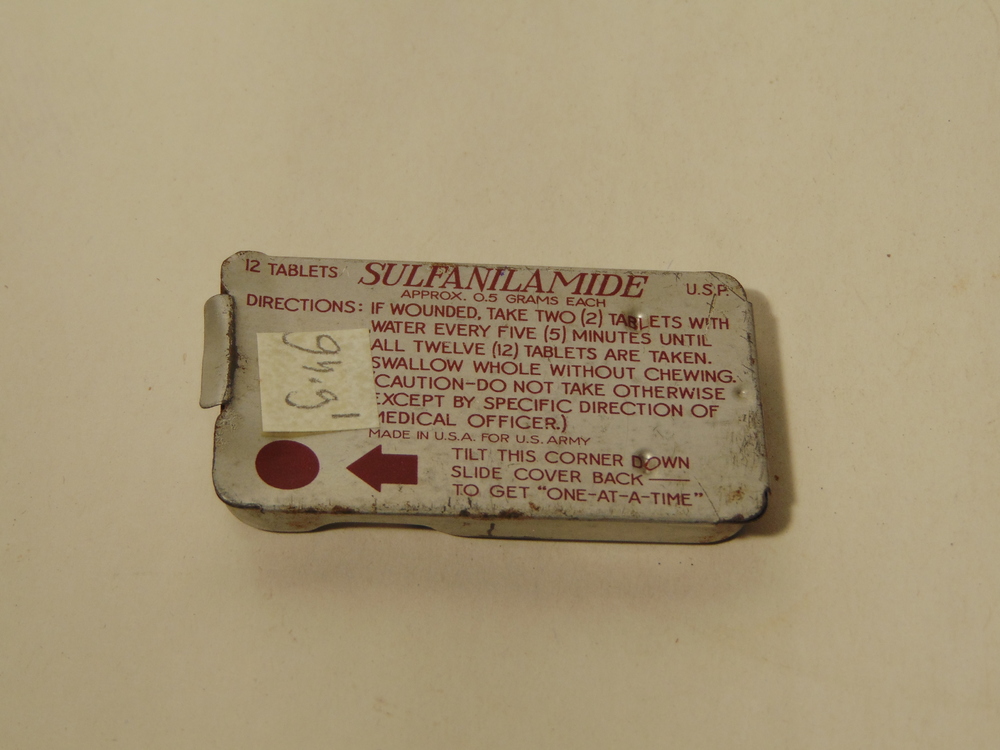 12 TABLETS SULFANILAMIDE U.S.P.
APPROX. 0.5 GRAMS EACH
DIRECTIONS: IF WOUNDED, TAKE TWO (2) TABLETS WITH
WATER EVERY FIVE (5) MINUTES UNTIL
ALL TWELVE (12) TABLETS ARE TAKEN.
SWALLOW WHOLE WITHOUT CHEWING.
CAUTION-DO NOT TAKE OTHERWISE
EXCEPT BY SPECIFIC DIRECTION OF
MEDICAL OFFICER.)
MADE IN U.S.A. FOR U.S. ARMY
TILT THIS CORNER DOWN
SLIDE COVER BACK
TO GET "ONE-AT-A-TIME"